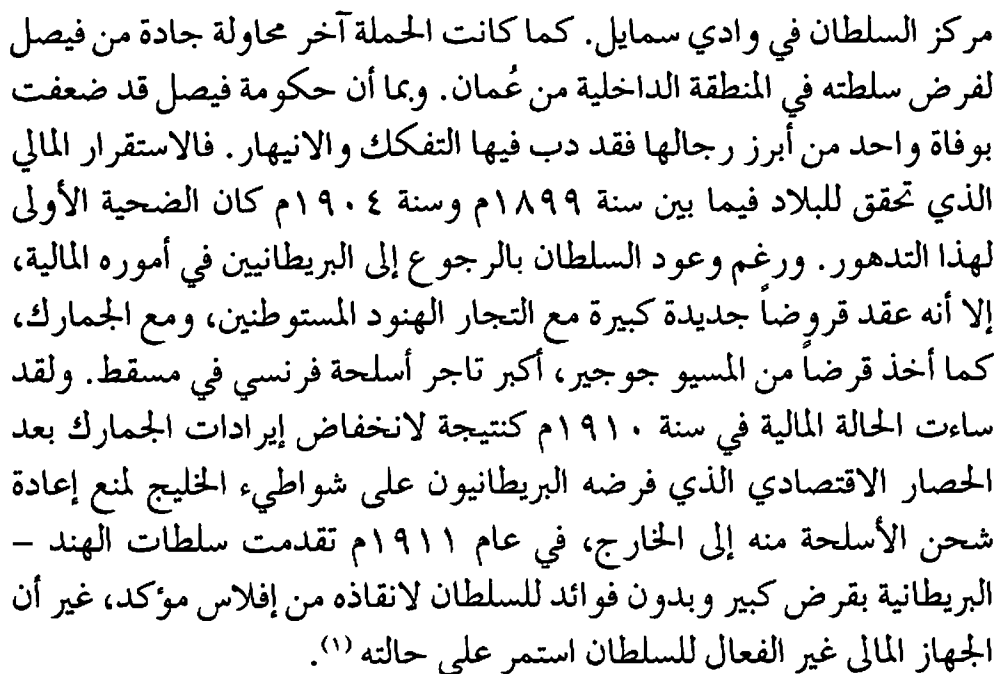 مركز السلطان في وادي سمايل. كما كانت الحملة آخر محاولة جادة من فيصل
لفرض سلطته في المنطقة الداخلية من عُمان. وبما أن حكومة فيصل قد ضعفت
بوفاة واحد من أبرز رجالها فقد دب فيها التفكك والانيهار. فالاستقرار المالي
الذي تحقق للبلاد فيما بين سنة ١٨٩٩م وسنة ١٩٠٤م كان الضحية الأولى
لهذا التدهور. ورغم وعود السلطان بالرجوع إلى البريطانيين في أموره المالية،
إلا أنه عقد قروضاً جديدة كبيرة مع التجار الهنود المستوطنين، ومع الجمارك،
كما أخذ قرضاً من المسيو جوجير، أكبر تاجر أسلحة فرنسي في مسقط. ولقد
ساءت الحالة المالية في سنة ١٩١٠م كنتيجة لانخفاض إيرادات الجمارك بعد
الحصار الاقتصادي الذي فرضه البريطانيون على شواطيء الخليج لمنع إعادة
شحن الأسلحة منه إلى الخارج، في عام ١٩١١م تقدمت سلطات الهند –
البريطانية بقرض كبير وبدون فوائد للسلطان لانقاذه من إفلاس مؤكد، غير أن
الجهاز المالى غير الفعال للسلطان استمر على حالته (١).